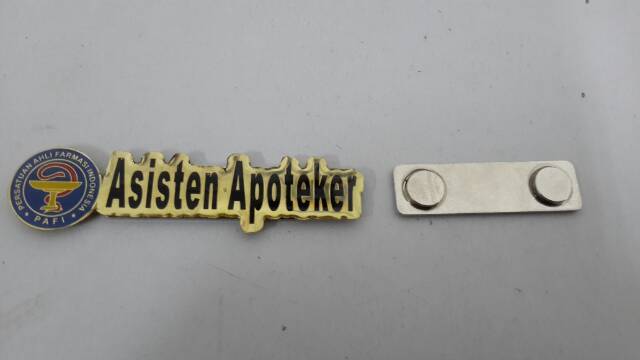 PERSATUAN AHLI FARMASI INDONESIA
PAFI
Asisten Apoteker